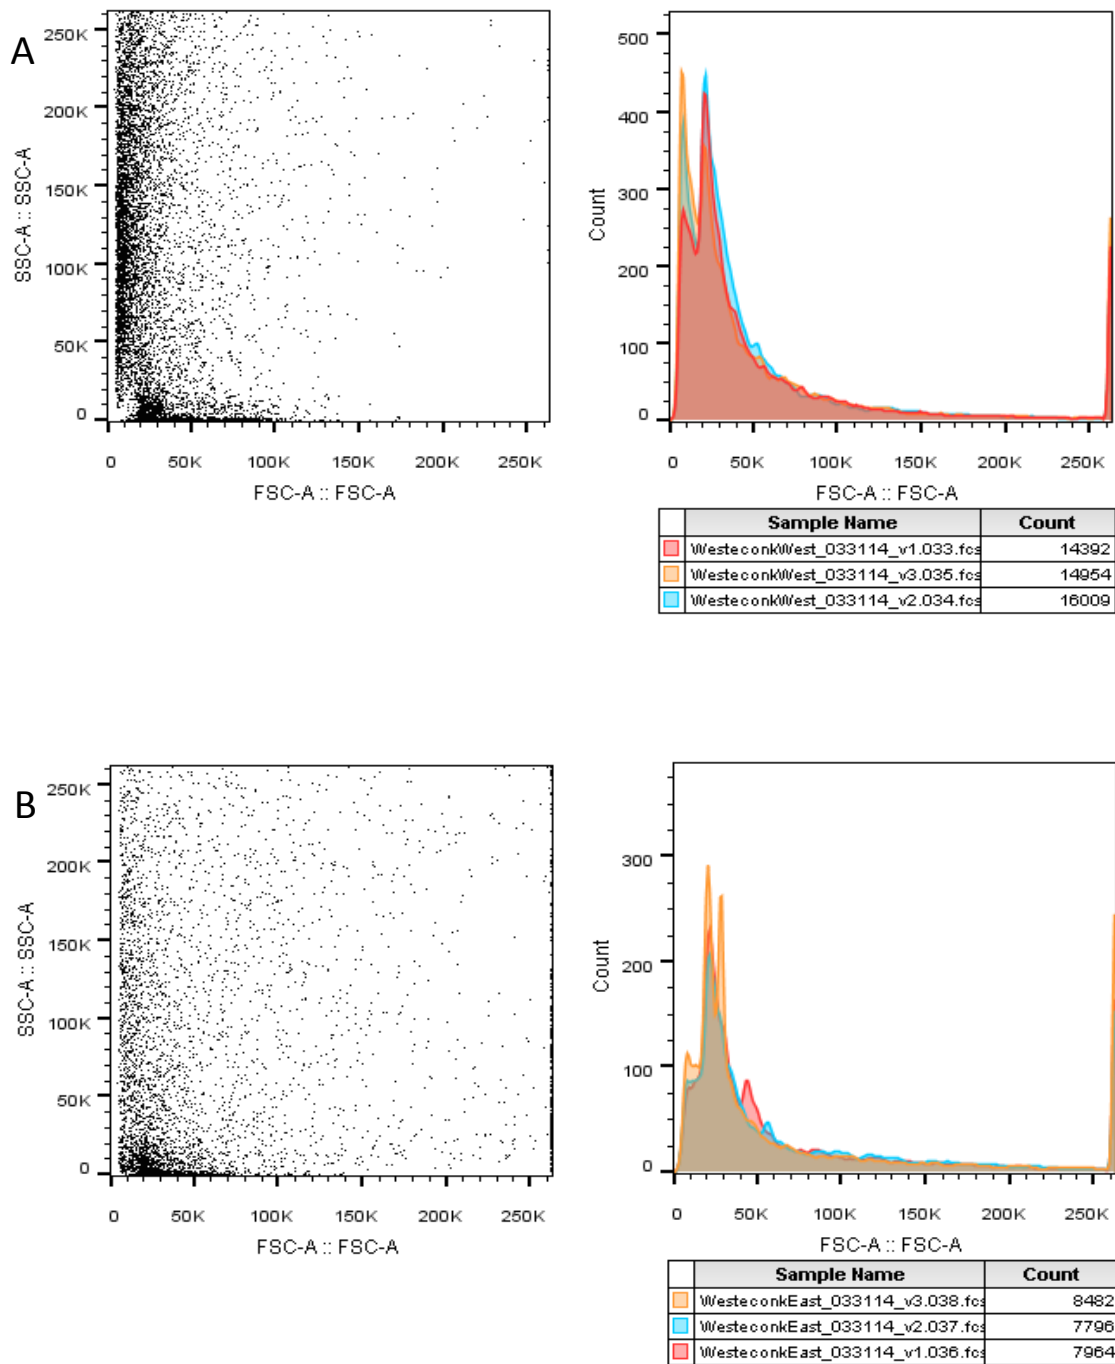 A
250K
200K
150K
100K
50K
0
SSC-A :: SSC-A
0 50K 100K 150K 200K 250K
FSC-A :: FSC-A
500
400
300
200
100
0
Count
0 50K 100K 150K 200K 250K
FSC-A :: FSC-A
Sample Name Count
WesteconkWest_033114_v1.033.fcs 14392
WesteconkWest_033114_v3.035.fcs 14954
WesteconkWest_033114_v2.034.fcs 16009
B
250K
200K
150K
100K
50K
0
SSC-A :: SSC-A
0 50K 100K 150K 200K 250K
FSC-A :: FSC-A
300
200
100
0
Count
0 50K 100K 150K 200K 250K
FSC-A :: FSC-A
Sample Name Count
WesteconkEast_033114_v3.038.fcs 8482
WesteconkEast_033114_v2.037.fcs 7796
WesteconkEast_033114_v1.036.fcs 7964